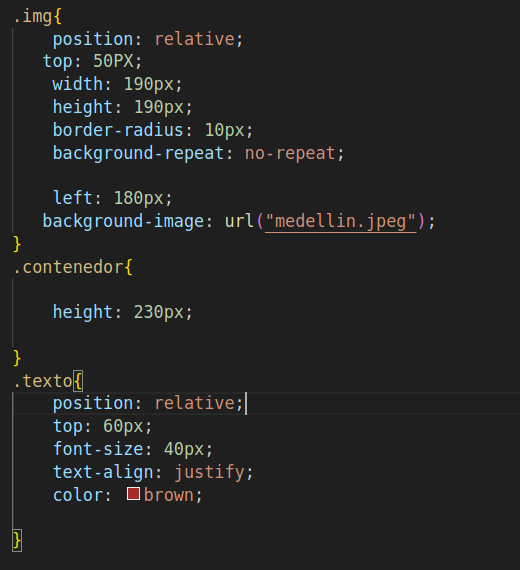 .img{
    position: relative;
   top: 50PX;
    width: 190px;
    height: 190px;
    border-radius: 10px;
    background-repeat: no-repeat;

    left: 180px;
   background-image: url("medellin.jpeg");
}
.contenedor{

    height: 230px;

}
.texto{
    position: relative;
    top: 60px;
    font-size: 40px;
    text-align: justify;
    color: brown;

}